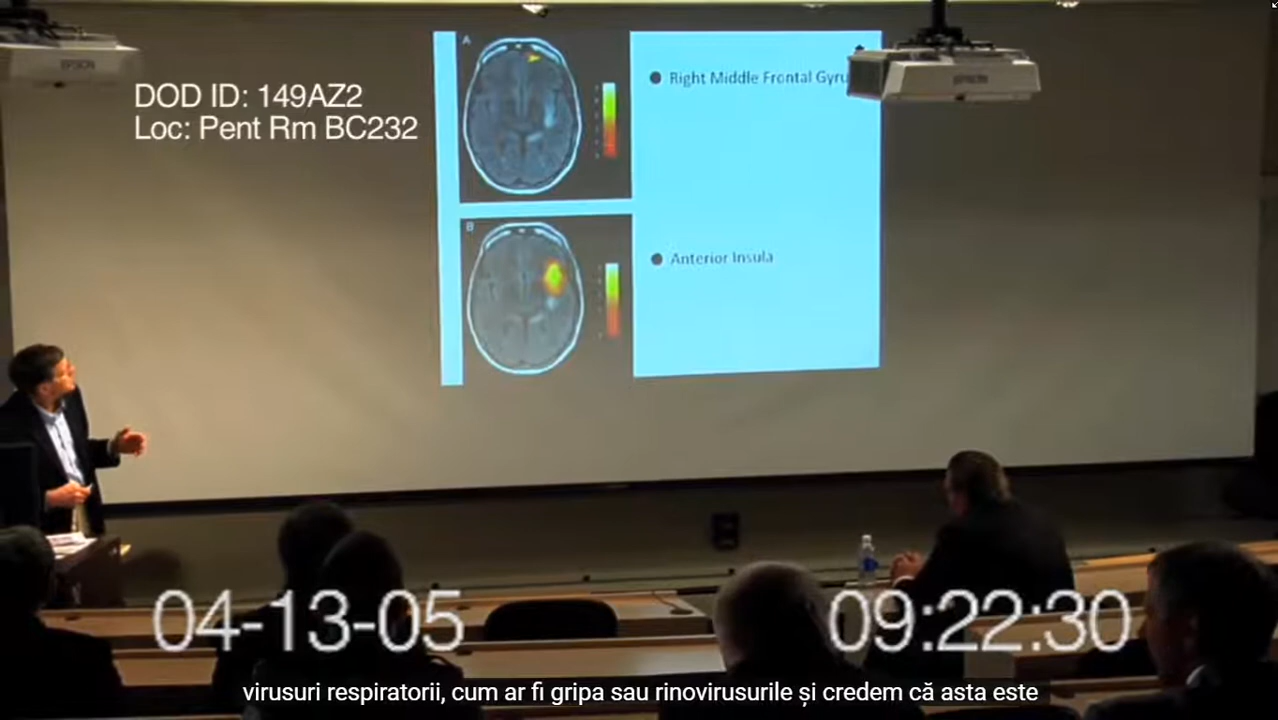 EPSON
EPSON
DOD ID: 149AZ2
Loc: Pent Rm BC232
A
Right Middle Frontal Gyru
B
Anterior Insula
04-13-05
09:22:30
virusuri respiratorii, cum ar fi gripa sau rinovirusurile și credem că asta este